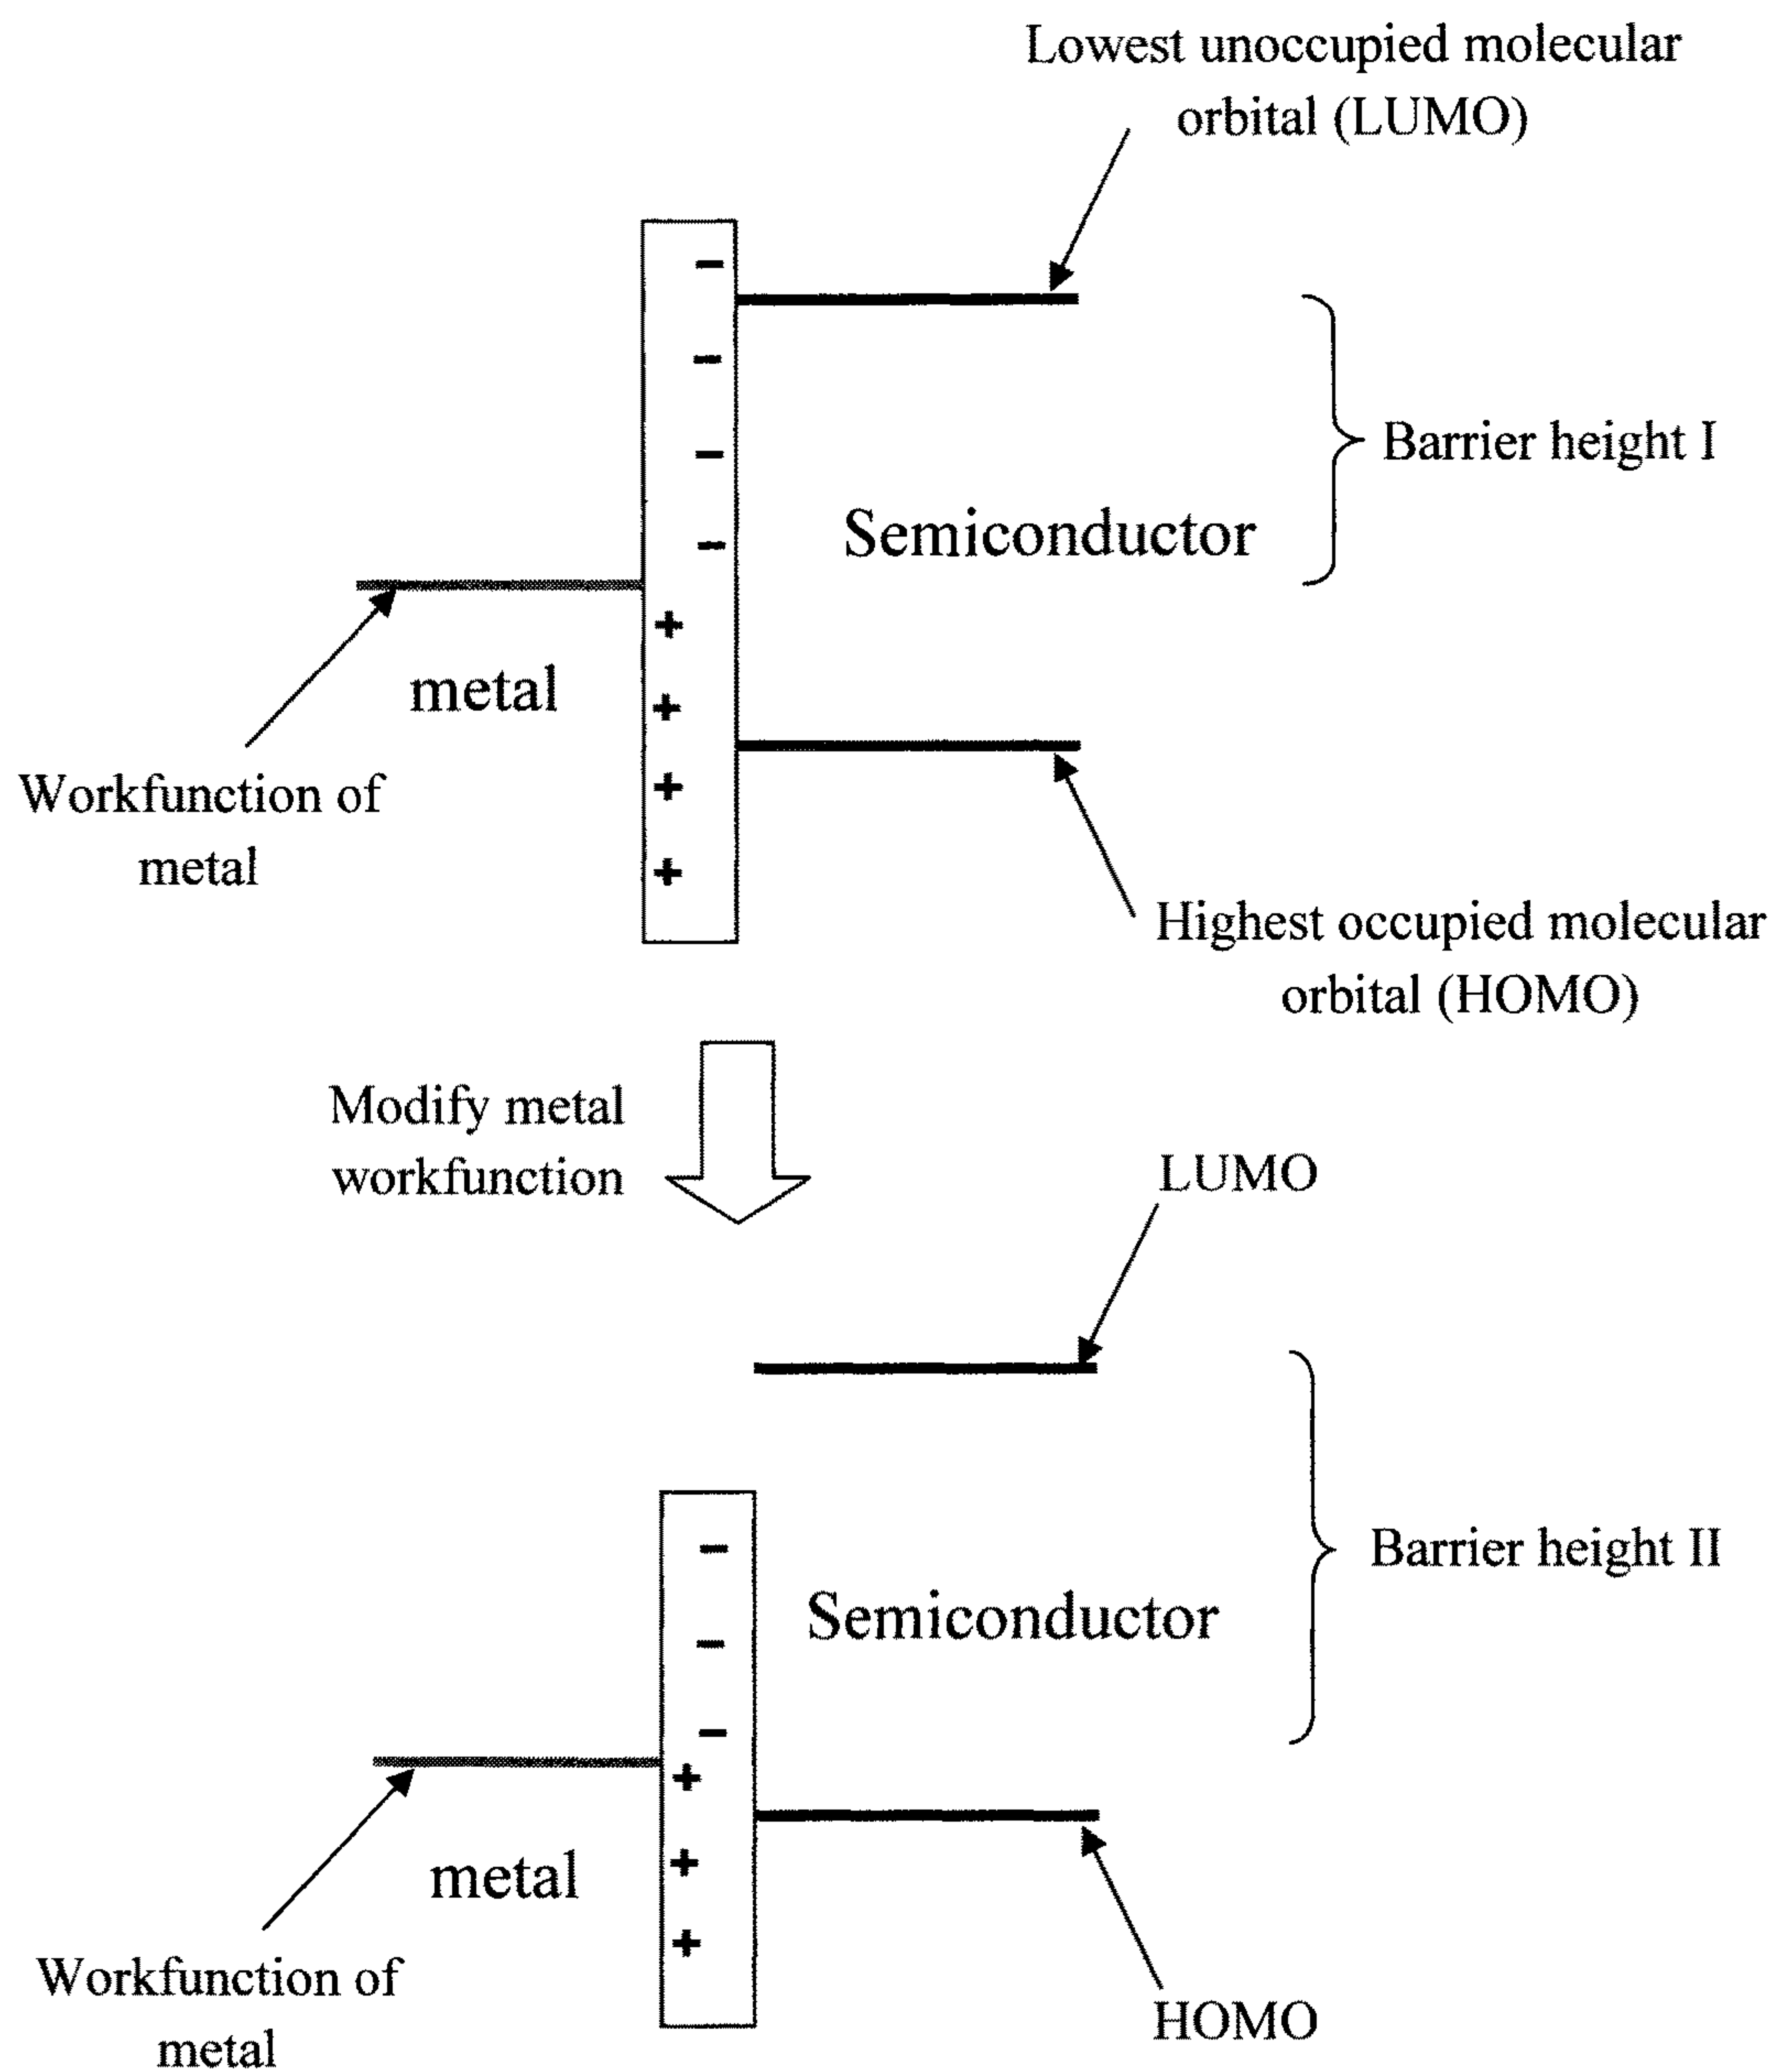 Lowest unoccupied molecular
orbital (LUMO)
−
−
−
−
Barrier height I
Semiconductor
+
metal
+
Workfunction of
metal
+
+
Highest occupied molecular
orbital (HOMO)
Modify metal
workfunction
LUMO
−
Barrier height II
Semiconductor
−
−
+
metal
+
+
Workfunction of
metal
HOMO